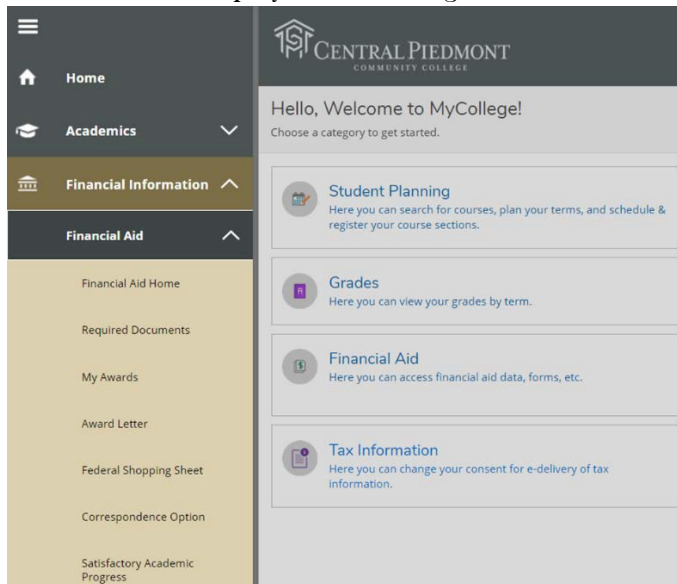 Home
Academics
Financial Information
Financial Aid
Financial Aid Home
Required Documents
My Awards
Award Letter
Federal Shopping Sheet
Correspondence Option
Satisfactory Academic
Progress
CENTRAL PIEDMONT
COMMUNITY COLLEGE
Hello, Welcome to MyCollege!
Choose a category to get started.
Student Planning
Here you can search for courses, plan your terms, and schedule &
register your course sections.
Grades
Here you can view your grades by term.
Financial Aid
Here you can access financial aid data, forms, etc.
Tax Information
Here you can change your consent for e-delivery of tax
information.